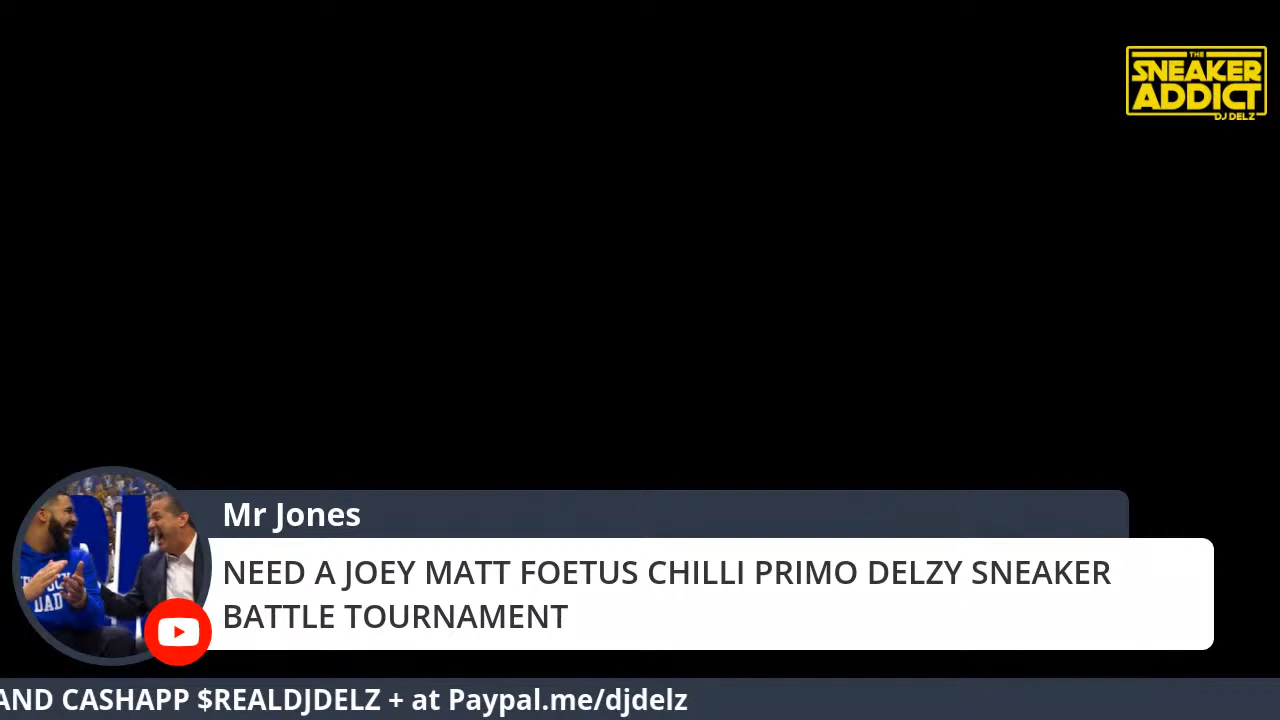 THE
SNEAKER
ADDICT
DJ DELZ
Mr Jones
NEED A JOEY MATT FOETUS CHILLI PRIMO DELZY SNEAKER
BATTLE TOURNAMENT
DAD
AND CASHAPP $REALDJDELZ + at Paypal.me/djdelz